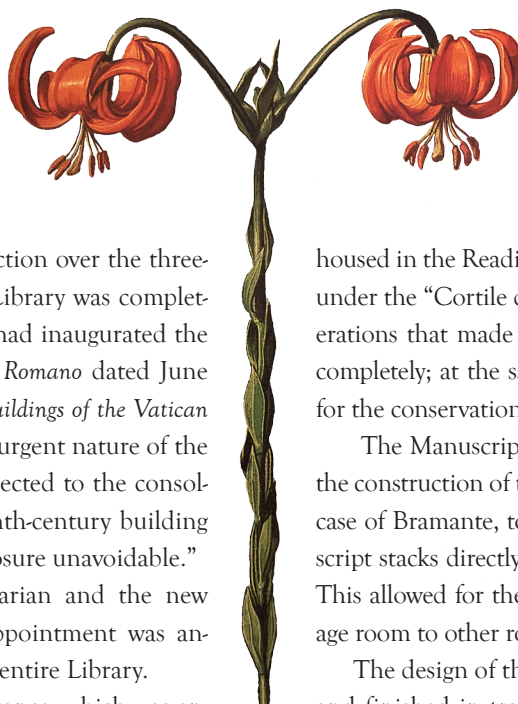 ction over the three-
Library was complet-
had inaugurated the
Romano dated June
uildings of the Vatican
urgent nature of the
ected to the consol-
nth-century building
osure unavoidable.”
arian and the new
ppointment was an-
entire Library.
housed in the Readi
under the “Cortile
erations that made
completely; at the s
for the conservation
The Manuscrip
the construction of
case of Bramante, to
script stacks directly
This allowed for the
age room to other r
The design of th
and finished in